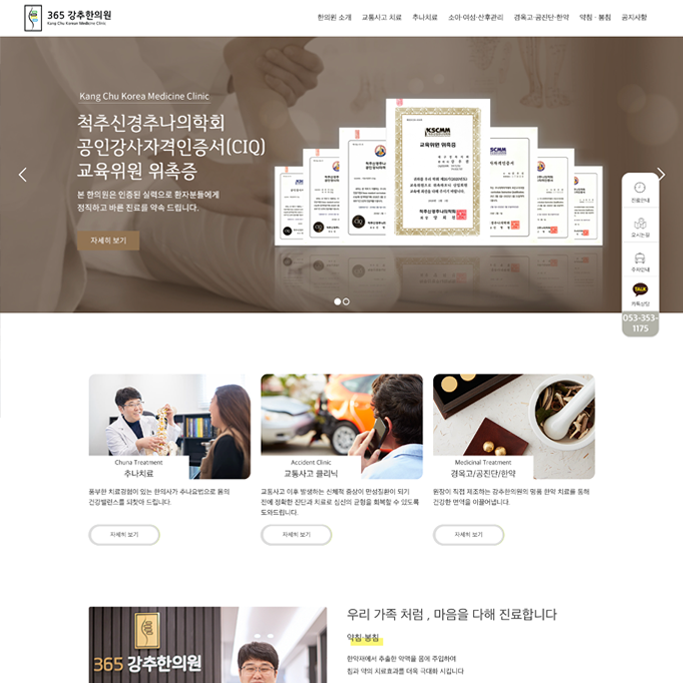 365 강추한의원
Kang Chu Korean Medicine Clinic
한의원 소개 교통사고 치료 추나치료 소아·여성·산후관리 경옥고·공진단·한약 약침·봉침 공지사항
Kang Chu Korea Medicine Clinic
척추신경추나의학회
공인강사자격인증서(CIQ)
교육위원 위촉증
본 한의원은 인증된 실력으로 환자분들에게
정직하고 바른 진료를 약속 드립니다.
자세히 보기
KSCMM
교육위원 위촉증
진료안내
오시는길
주차안내
TALK
카톡상담
053-353-
1175
Chuna Treatment
추나치료
풍부한 치료경험이 있는 한의사가 추나요법으로 몸의
건강밸런스를 되찾아 드립니다.
자세히 보기
Accident Clinic
교통사고 클리닉
교통사고 이후 발생하는 신체적 증상이 만성질환이 되기
전에 정확한 진단과 치료로 심신의 균형을 회복할 수 있도록
도와드립니다.
자세히 보기
Medicinal Treatment
경옥고/공진단/한약
원장이 직접 제조하는 강추한의원의 명품 한약 치료를 통해
건강한 면역을 이끌어냅니다.
자세히 보기
365 강추한의원
우리 가족 처럼 , 마음을 다해 진료합니다
약침·봉침
한약재에서 추출한 약액을 몸에 주입하여
침과 약의 치료효과를 더욱 극대화 시킵니다